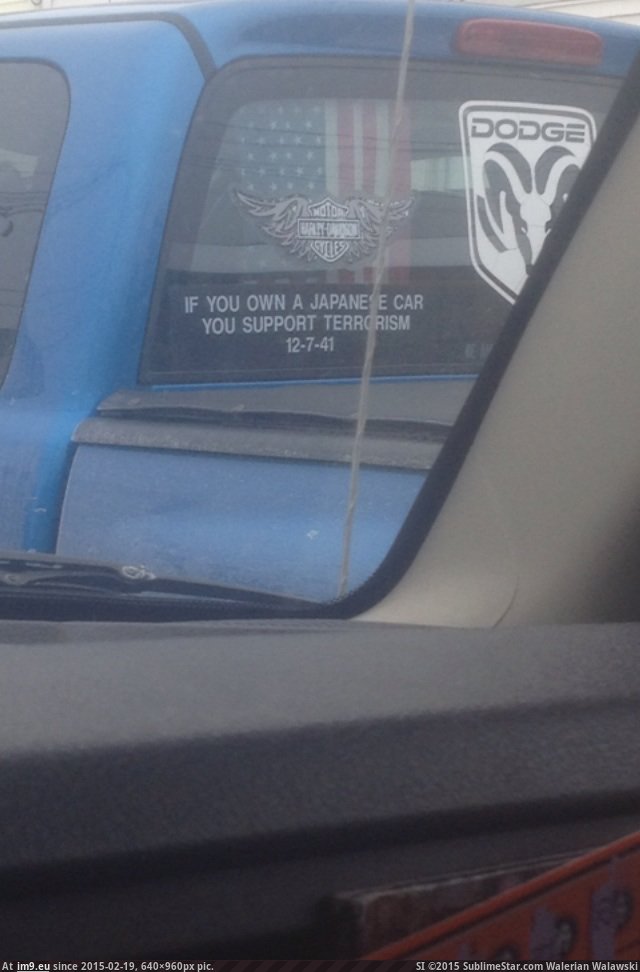 DODGE
MOTOR
HARLEY-DAVIDSON
CYCLES
IF YOU OWN A JAPANESE CAR
YOU SUPPORT TERRORISM
12-7-41
At im9.eu since 2015-02-19, 640×960px pic.
SI ©2015 SublimeStar.com Walerian Walawski